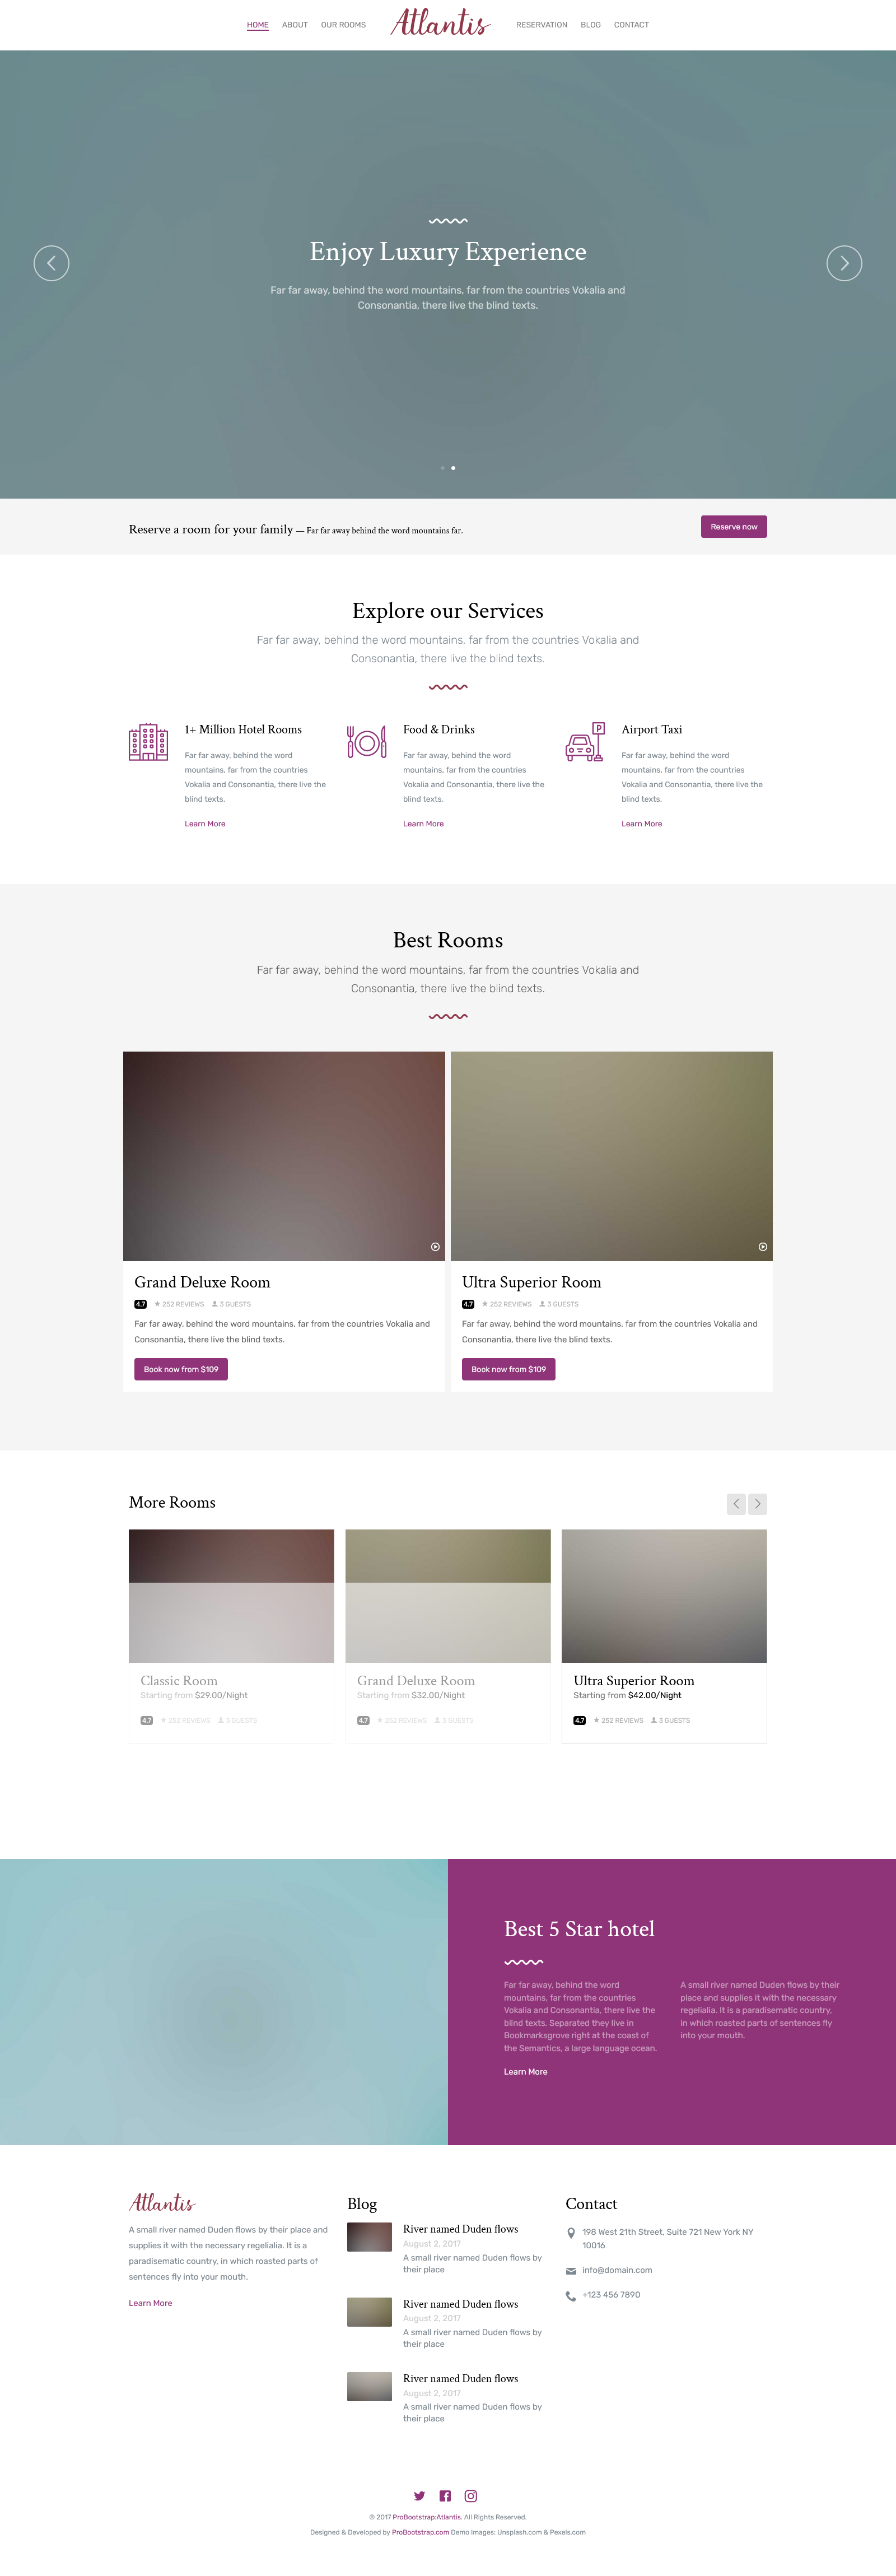 HOME ABOUT OUR ROOMS Atlantis RESERVATION BLOG CONTACT
Enjoy Luxury Experience
Far far away, behind the word mountains, far from the countries Vokalia and
Consonantia, there live the blind texts.
Reserve a room for your family — Far far away behind the word mountains far.
Reserve now
Explore our Services
Far far away, behind the word mountains, far from the countries Vokalia and
Consonantia, there live the blind texts.
1+ Million Hotel Rooms
Far far away, behind the word
mountains, far from the countries
Vokalia and Consonantia, there live the
blind texts.
Learn More
Food & Drinks
Far far away, behind the word
mountains, far from the countries
Vokalia and Consonantia, there live the
blind texts.
Learn More
P
Airport Taxi
Far far away, behind the word
mountains, far from the countries
Vokalia and Consonantia, there live the
blind texts.
Learn More
Best Rooms
Far far away, behind the word mountains, far from the countries Vokalia and
Consonantia, there live the blind texts.
Grand Deluxe Room
4.7 252 REVIEWS 3 GUESTS
Far far away, behind the word mountains, far from the countries Vokalia and
Consonantia, there live the blind texts.
Book now from $109
Ultra Superior Room
4.7 252 REVIEWS 3 GUESTS
Far far away, behind the word mountains, far from the countries Vokalia and
Consonantia, there live the blind texts.
Book now from $109
More Rooms
Classic Room
Starting from $29.00/Night
4.7 252 REVIEWS 3 GUESTS
Grand Deluxe Room
Starting from $32.00/Night
4.7 252 REVIEWS 3 GUESTS
Ultra Superior Room
Starting from $42.00/Night
4.7 252 REVIEWS 3 GUESTS
Best 5 Star hotel
Far far away, behind the word
mountains, far from the countries
Vokalia and Consonantia, there live the
blind texts. Separated they live in
Bookmarksgrove right at the coast of
the Semantics, a large language ocean.
Learn More
A small river named Duden flows by their
place and supplies it with the necessary
regelialia. It is a paradisematic country,
in which roasted parts of sentences fly
into your mouth.
Atlantis
A small river named Duden flows by their place and
supplies it with the necessary regelialia. It is a
paradisematic country, in which roasted parts of
sentences fly into your mouth.
Learn More
Blog
River named Duden flows
August 2, 2017
A small river named Duden flows by
their place
River named Duden flows
August 2, 2017
A small river named Duden flows by
their place
River named Duden flows
August 2, 2017
A small river named Duden flows by
their place
Contact
198 West 21th Street, Suite 721 New York NY
10016
info@domain.com
+123 456 7890
© 2017 ProBootstrap:Atlantis. All Rights Reserved.
Designed & Developed by ProBootstrap.com Demo Images: Unsplash.com & Pexels.com